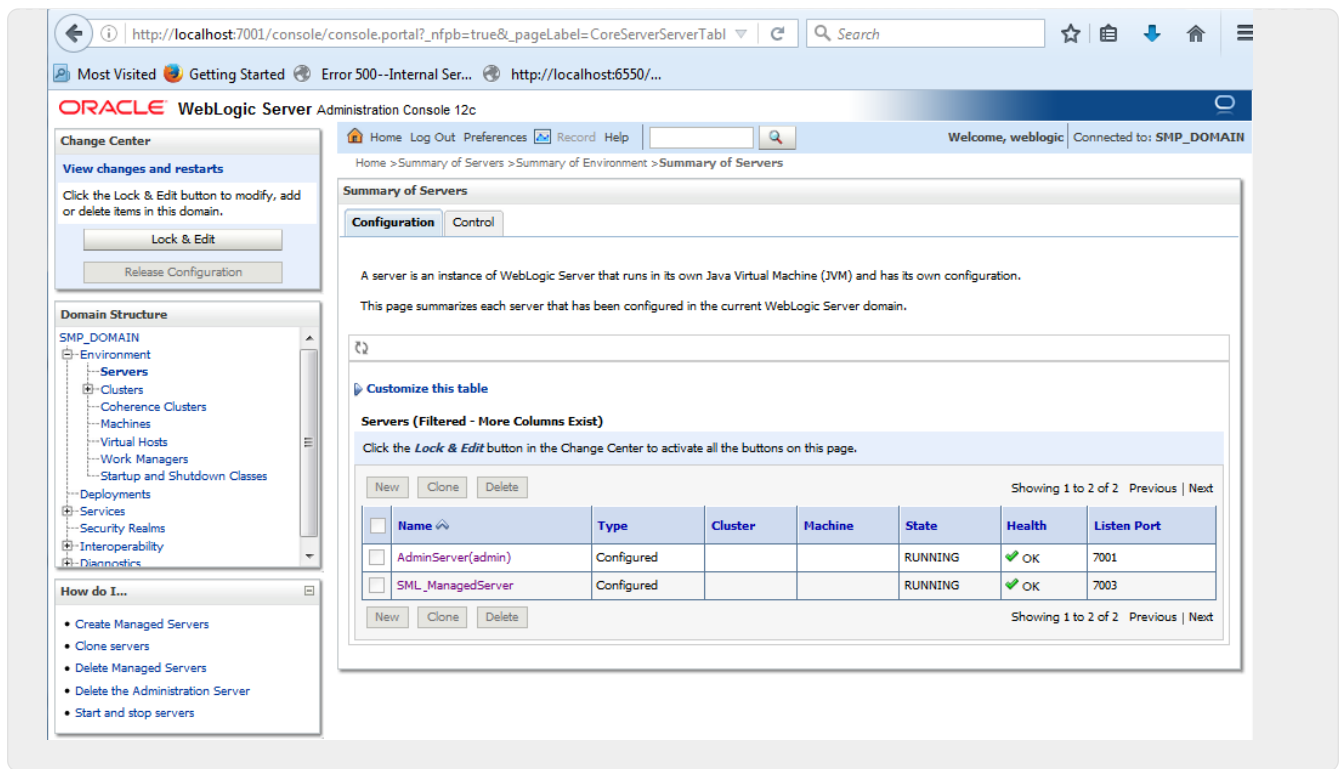 http://localhost:7001/console/console.portal?_nfpb=true&_pageLabel=CoreServerServerTabl
Search
Most Visited Getting Started Error 500--Internal Ser... http://localhost:6550/...
ORACLE WebLogic Server Administration Console 12c
Change Center
View changes and restarts
Click the Lock & Edit button to modify, add
or delete items in this domain.
Lock & Edit
Release Configuration
Domain Structure
SMP_DOMAIN
Environment
Servers
Clusters
Coherence Clusters
Machines
Virtual Hosts
Work Managers
Startup and Shutdown Classes
Deployments
Services
Security Realms
Interoperability
Diagnostics
How do I...
Create Managed Servers
Clone servers
Delete Managed Servers
Delete the Administration Server
Start and stop servers
Home Log Out Preferences Record Help
Welcome, weblogic Connected to: SMP_DOMAIN
Home >Summary of Servers >Summary of Environment >Summary of Servers
Summary of Servers
Configuration Control
A server is an instance of WebLogic Server that runs in its own Java Virtual Machine (JVM) and has its own configuration.
This page summarizes each server that has been configured in the current WebLogic Server domain.
Customize this table
Servers (Filtered - More Columns Exist)
Click the Lock & Edit button in the Change Center to activate all the buttons on this page.
New Clone Delete Showing 1 to 2 of 2 Previous | Next
Name Type Cluster Machine State Health Listen Port
AdminServer(admin) Configured RUNNING OK 7001
SML_ManagedServer Configured RUNNING OK 7003
New Clone Delete Showing 1 to 2 of 2 Previous | Next